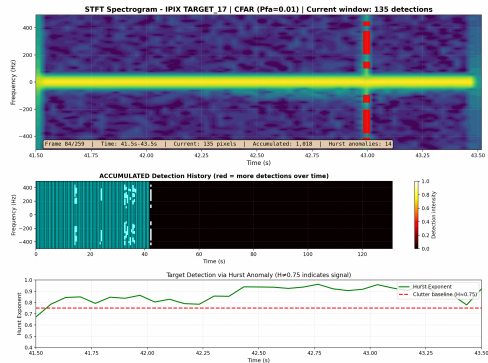 STFT Spectrogram - IPIX TARGET_17 | CFAR (Pfa=0.01) | Current window: 135 detections
400
200
0
−200
−400
Frequency (Hz)
Frame 84/259 | Time: 41.5s-43.5s | Current: 135 pixels | Accumulated: 1,018 | Hurst anomalies: 14
41.50 41.75 42.00 42.25 42.50 42.75 43.00 43.25 43.50
Time (s)
ACCUMULATED Detection History (red = more detections over time)
500
0
−500
Frequency (Hz)
0 20 40 60 80 100 120
Time (s)
1.0
0.8
0.6
0.4
0.2
0.0
Detection Intensity
Target Detection via Hurst Anomaly (H≠0.75 indicates signal)
1.0
0.9
0.8
0.7
0.6
0.5
0.4
Hurst Exponent
Hurst Exponent
Clutter baseline (H≈0.75)
41.50 41.75 42.00 42.25 42.50 42.75 43.00 43.25 43.50
Time (s)